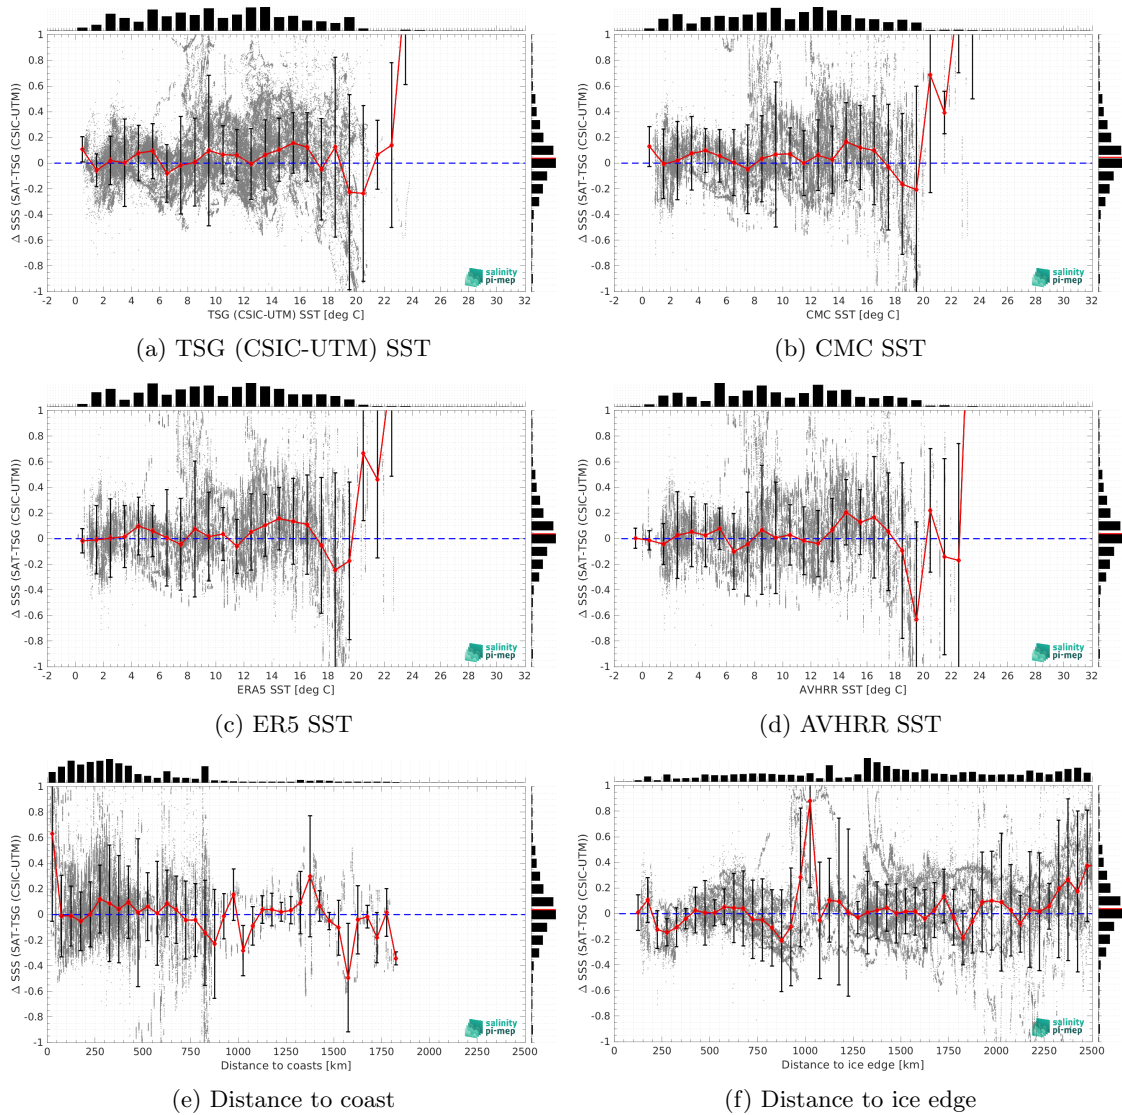 1
0.8
0.6
0.4
0.2
0
-0.2
-0.4
-0.6
-0.8
-1
Δ SSS (SAT-TSG (CSIC-UTM))
salinity
pi-mep
-2 0 2 4 6 8 10 12 14 16 18 20 22 24 26 28 30 32
TSG (CSIC-UTM) SST [deg C]
(a) TSG (CSIC-UTM) SST
1
0.8
0.6
0.4
0.2
0
-0.2
-0.4
-0.6
-0.8
-1
Δ SSS (SAT-TSG (CSIC-UTM))
salinity
pi-mep
-2 0 2 4 6 8 10 12 14 16 18 20 22 24 26 28 30 32
CMC SST [deg C]
(b) CMC SST
1
0.8
0.6
0.4
0.2
0
-0.2
-0.4
-0.6
-0.8
-1
Δ SSS (SAT-TSG (CSIC-UTM))
salinity
pi-mep
-2 0 2 4 6 8 10 12 14 16 18 20 22 24 26 28 30 32
ERA5 SST [deg C]
(c) ER5 SST
1
0.8
0.6
0.4
0.2
0
-0.2
-0.4
-0.6
-0.8
-1
Δ SSS (SAT-TSG (CSIC-UTM))
salinity
pi-mep
-2 0 2 4 6 8 10 12 14 16 18 20 22 24 26 28 30 32
AVHRR SST [deg C]
(d) AVHRR SST
1
0.8
0.6
0.4
0.2
0
-0.2
-0.4
-0.6
-0.8
-1
Δ SSS (SAT-TSG (CSIC-UTM))
salinity
pi-mep
0 250 500 750 1000 1250 1500 1750 2000 2250 2500
Distance to coasts [km]
(e) Distance to coast
1
0.8
0.6
0.4
0.2
0
-0.2
-0.4
-0.6
-0.8
-1
Δ SSS (SAT-TSG (CSIC-UTM))
salinity
pi-mep
0 250 500 750 1000 1250 1500 1750 2000 2250 2500
Distance to ice edge [km]
(f) Distance to ice edge